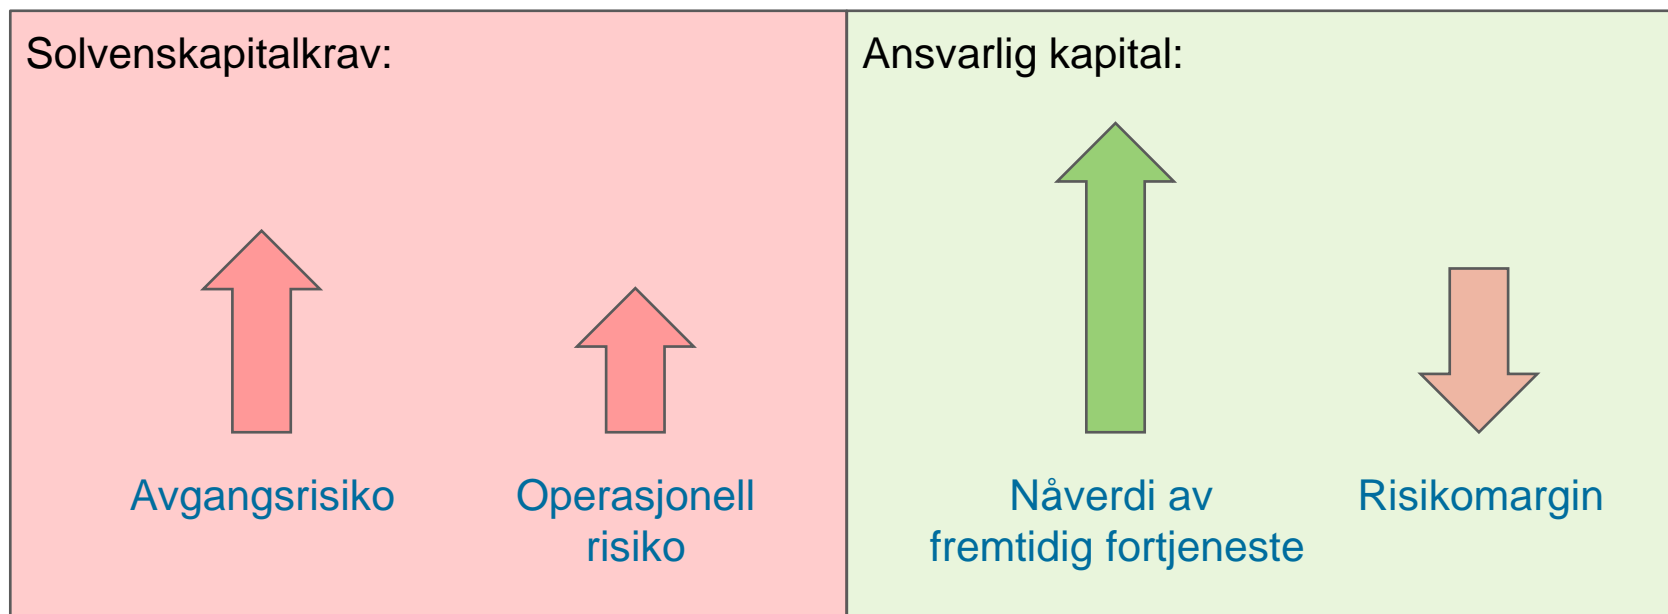 Solvenskapitalkrav:
Ansvarlig kapital:
Avgangsrisiko
Operasjonell
risiko
Nåverdi av
fremtidig fortjeneste
Risikomargin